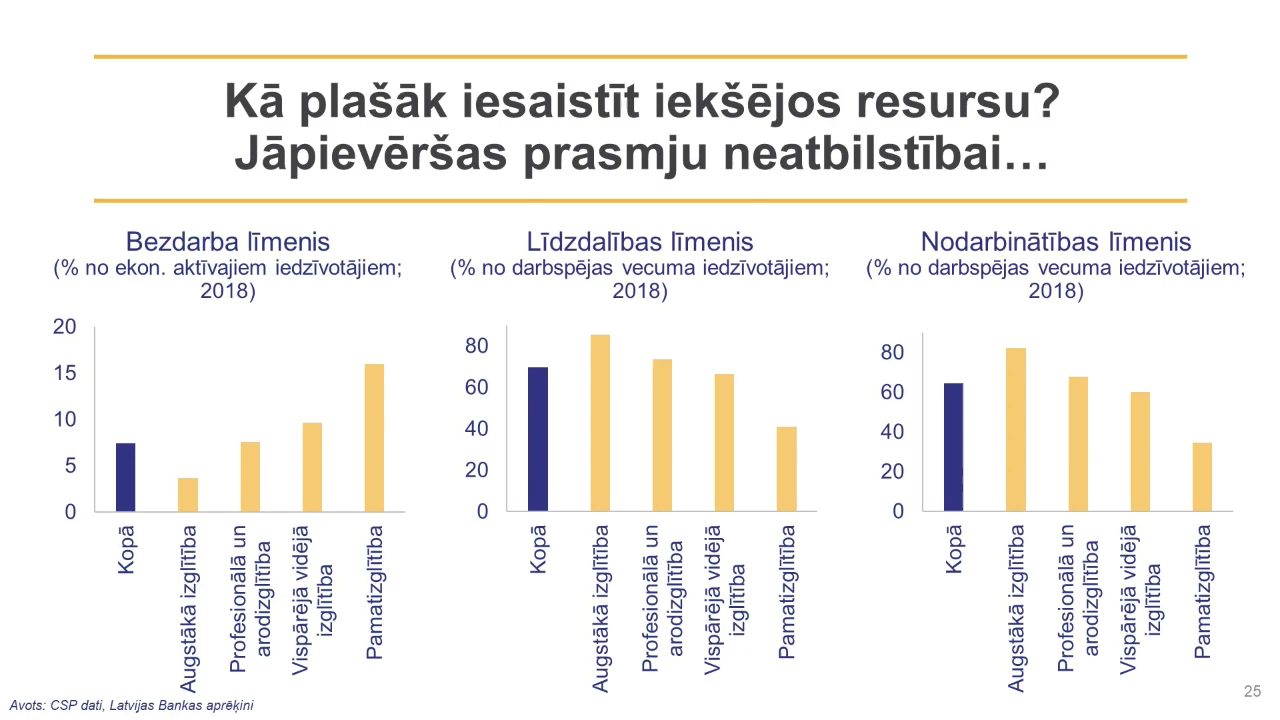 Kā plašāk iesaistīt iekšējos resursu?
Jāpievēršas prasmju neatbilstībai…
Bezdarba līmenis
(% no ekon. aktīvajiem iedzīvotājiem;
2018)
20
15
10
5
0
Kopā
Augstākā izglītība
Profesionālā un
arodizglītība
Vispārējā vidējā
izglītība
Pamatizglītība
Līdzdalības līmenis
(% no darbspējas vecuma iedzīvotājiem;
2018)
80
60
40
20
0
Kopā
Augstākā izglītība
Profesionālā un
arodizglītība
Vispārējā vidējā
izglītība
Pamatizglītība
Nodarbinātības līmenis
(% no darbspējas vecuma iedzīvotājiem;
2018)
80
60
40
20
0
Kopā
Augstākā izglītība
Profesionālā un
arodizglītība
Vispārējā vidējā
izglītība
Pamatizglītība
Avots: CSP dati, Latvijas Bankas aprēķini
25